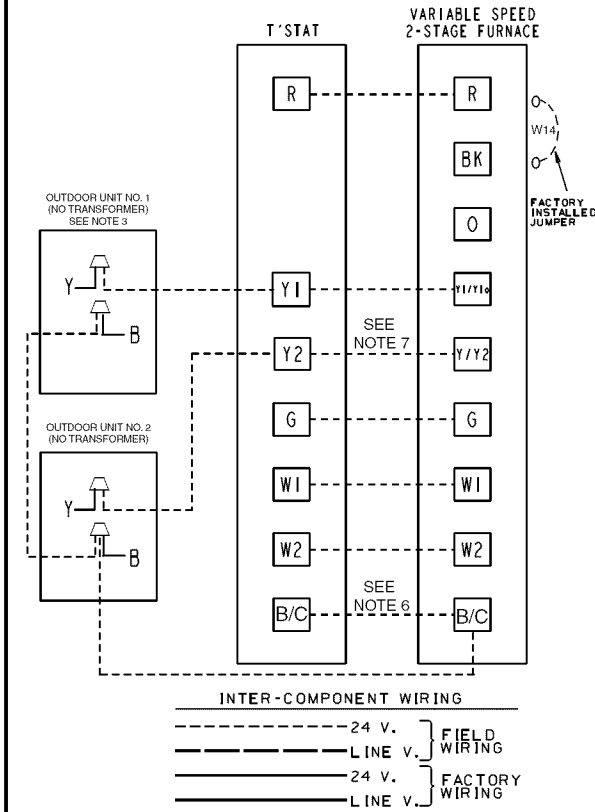 T'STAT
VARIABLE SPEED
2-STAGE FURNACE
R
R
W14
BK
FACTORY
INSTALLED
JUMPER
O
OUTDOOR UNIT NO. 1
(NO TRANSFORMER)
SEE NOTE 3
Y
B
Y1
Y1/Y1o
SEE
NOTE 7
Y2
Y/Y2
G
G
OUTDOOR UNIT NO. 2
(NO TRANSFORMER)
Y
B
W1
W1
W2
W2
SEE
NOTE 6
B/C
B/C
INTER-COMPONENT WIRING
24 V.
LINE V.
FIELD
WIRING
24 V.
LINE V.
FACTORY
WIRING